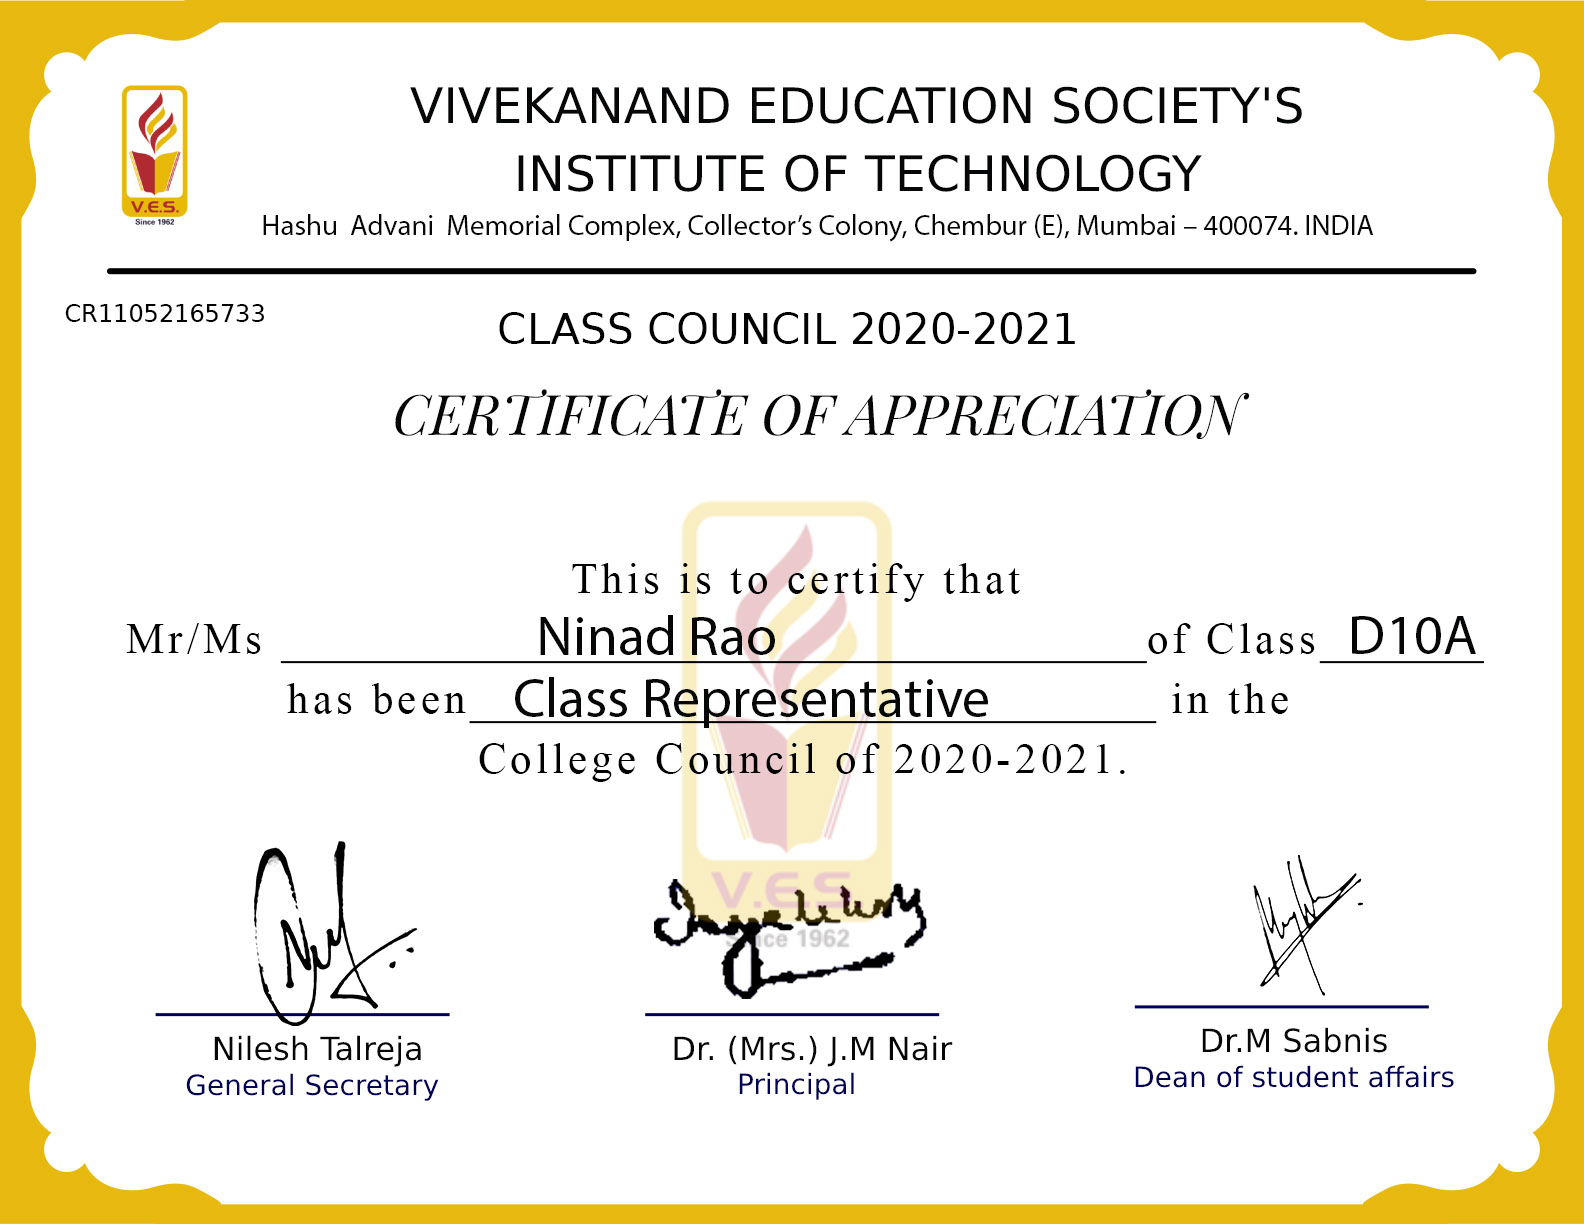 VIVEKANAND EDUCATION SOCIETY'S
INSTITUTE OF TECHNOLOGY
Hashu Advani Memorial Complex, Collector’s Colony, Chembur (E), Mumbai – 400074. INDIA
V.E.S.
Since 1962
CR11052165733
CLASS COUNCIL 2020-2021
CERTIFICATE OF APPRECIATION
This is to certify that
Mr/Ms Ninad Rao of Class D10A
has been Class Representative in the
College Council of 2020-2021.
V.E.S.
Since 1962
Nilesh Talreja
General Secretary
Dr. (Mrs.) J.M Nair
Principal
Dr.M Sabnis
Dean of student affairs